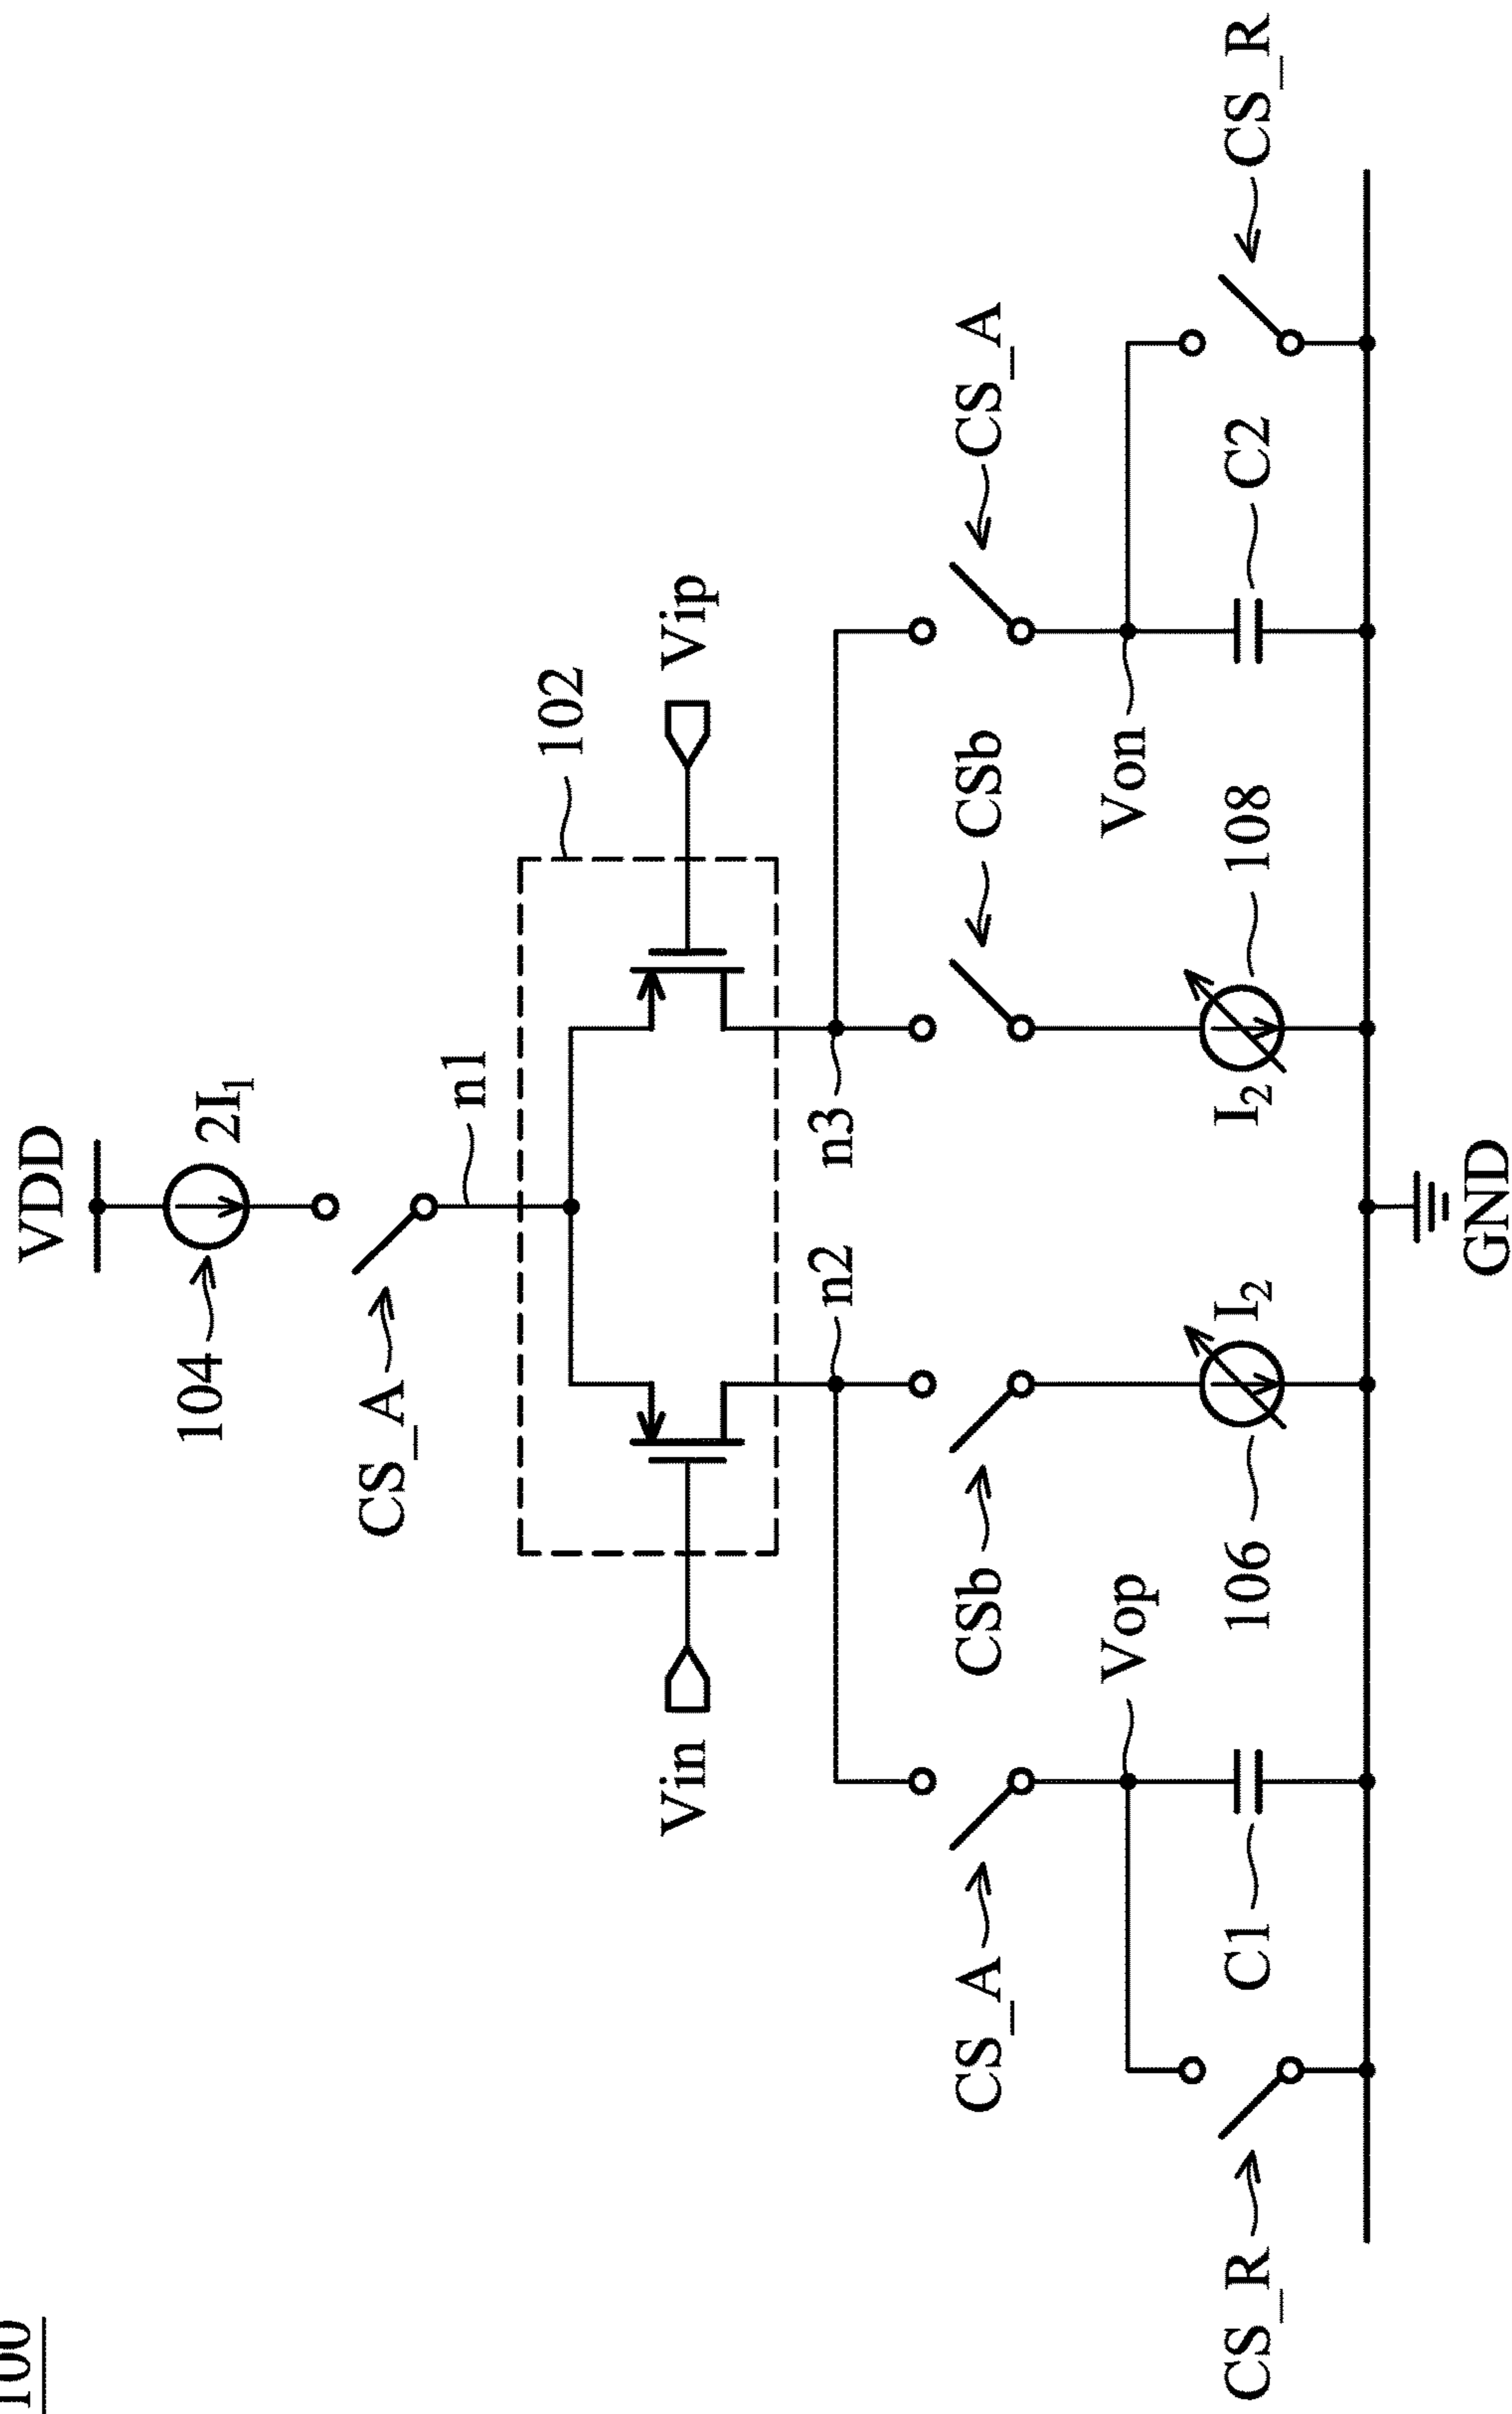 100
VDD
104
2I₁
CS_A
n1
102
Vin
Vip
n2
n3
CS_A
CSb
CSb
CS_A
Vop
Von
CS_R
C1
106
I₂
I₂
108
C2
CS_R
GND